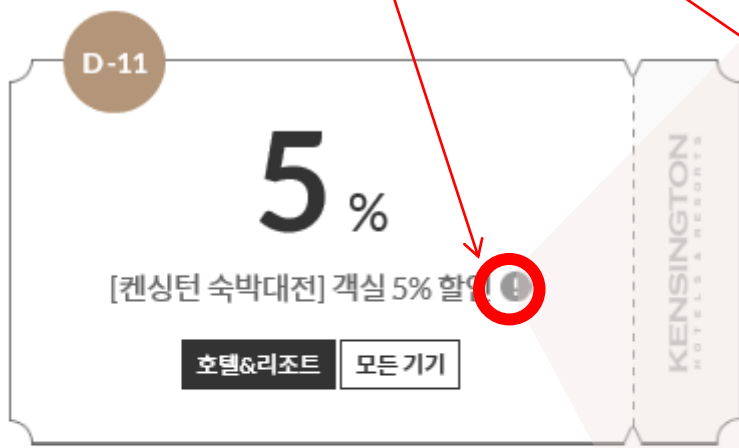 D-11
5 %
[켄싱턴 숙박대전] 객실 5% 할인
호텔&리조트 모든 기기
KENSINGTON
HOTELS & RESORTS